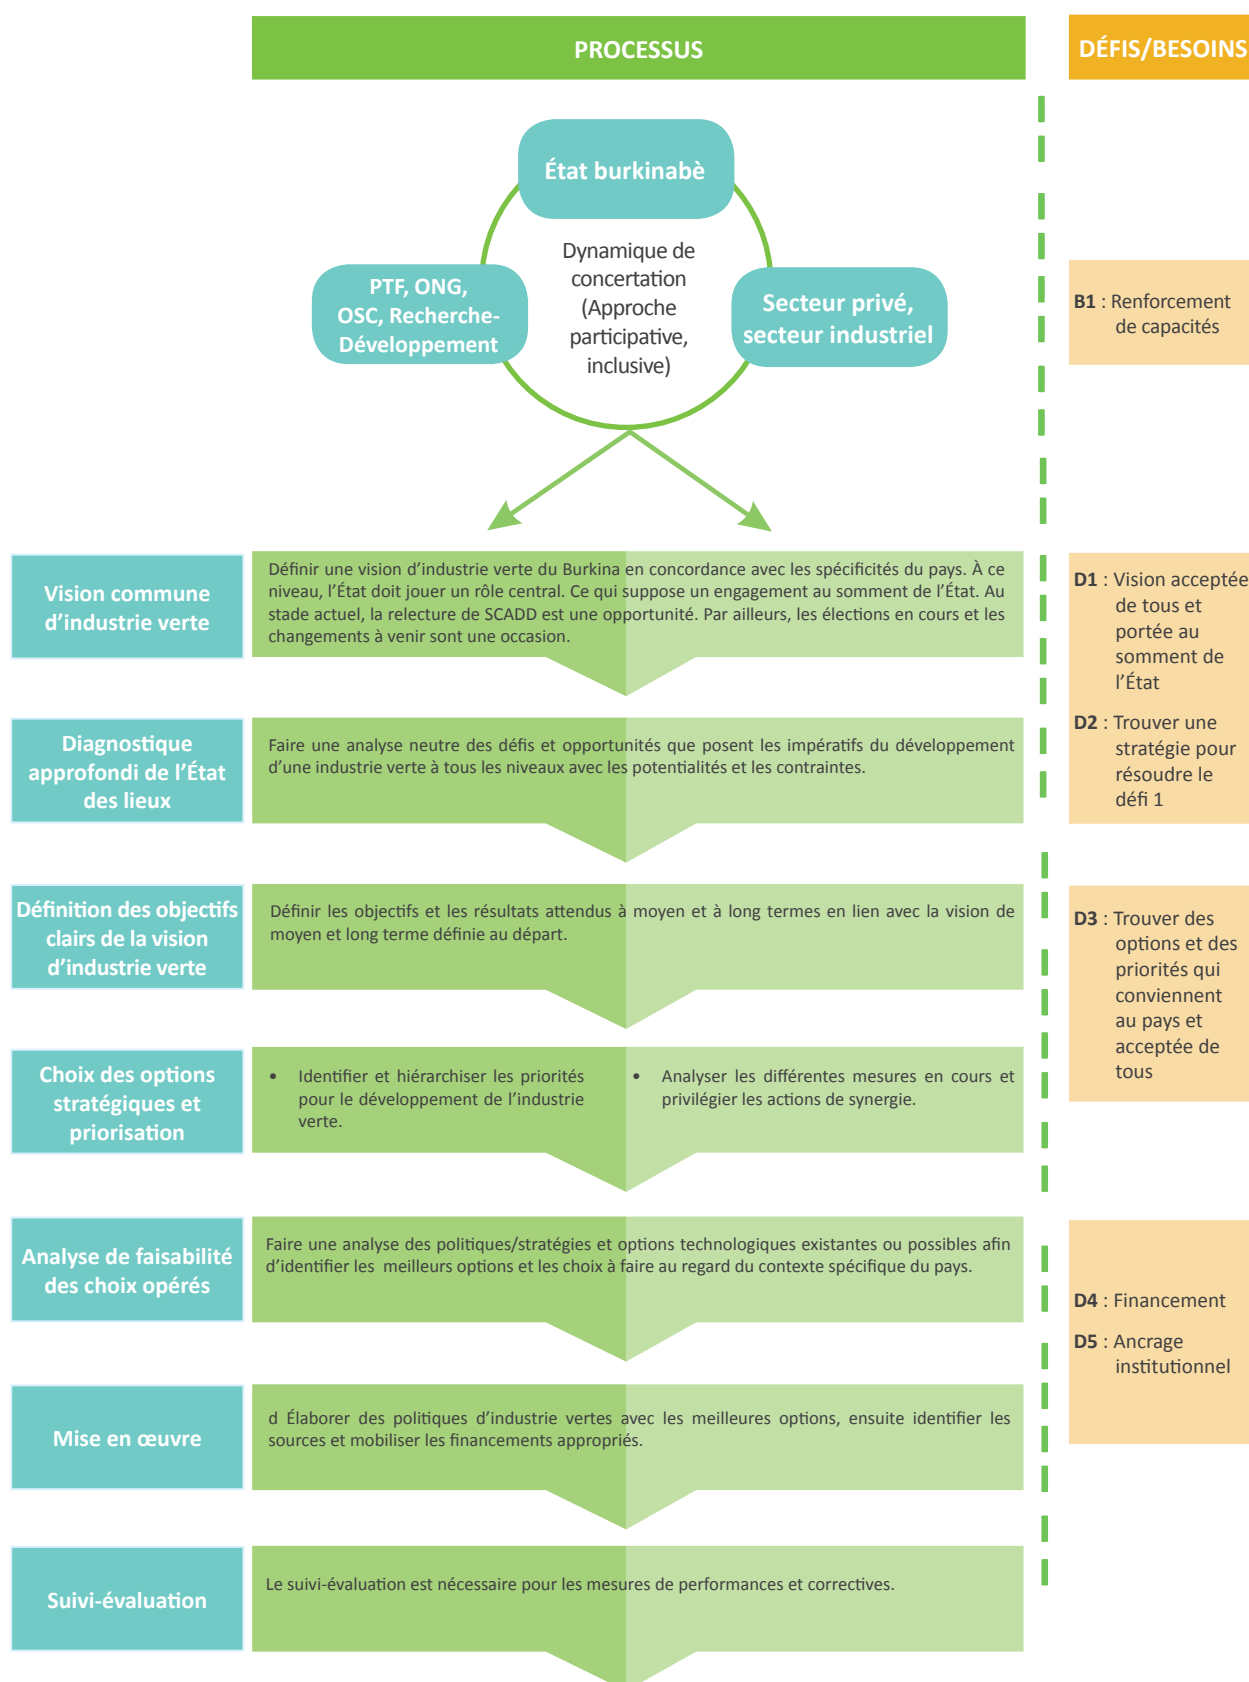 PROCESSUS
DÉFIS/BESOINS
État burkinabè
Dynamique de
concertation
(Approche
participative,
inclusive)
PTF, ONG,
OSC, Recherche-
Développement
Secteur privé,
secteur industriel
B1 : Renforcement
de capacités
Vision commune
d’industrie verte
Définir une vision d’industrie verte du Burkina en concordance avec les spécificités du pays. À ce
niveau, l’État doit jouer un rôle central. Ce qui suppose un engagement au somment de l’État. Au
stade actuel, la relecture de SCADD est une opportunité. Par ailleurs, les élections en cours et les
changements à venir sont une occasion.
D1 : Vision acceptée
de tous et
portée au
somment de
l’État
D2 : Trouver une
stratégie pour
résoudre le
défi 1
Diagnostique
approfondi de l’État
des lieux
Faire une analyse neutre des défis et opportunités que posent les impératifs du développement
d’une industrie verte à tous les niveaux avec les potentialités et les contraintes.
Définition des objectifs
clairs de la vision
d’industrie verte
Définir les objectifs et les résultats attendus à moyen et à long termes en lien avec la vision de
moyen et long terme définie au départ.
D3 : Trouver des
options et des
priorités qui
conviennent
au pays et
acceptée de
tous
Choix des options
stratégiques et
priorisation
• Identifier et hiérarchiser les priorités
pour le développement de l’industrie
verte.
• Analyser les différentes mesures en cours et
privilégier les actions de synergie.
Analyse de faisabilité
des choix opérés
Faire une analyse des politiques/stratégies et options technologiques existantes ou possibles afin
d’identifier les meilleurs options et les choix à faire au regard du contexte spécifique du pays.
D4 : Financement
D5 : Ancrage
institutionnel
Mise en œuvre
d Élaborer des politiques d’industrie vertes avec les meilleures options, ensuite identifier les
sources et mobiliser les financements appropriés.
Suivi-évaluation
Le suivi-évaluation est nécessaire pour les mesures de performances et correctives.